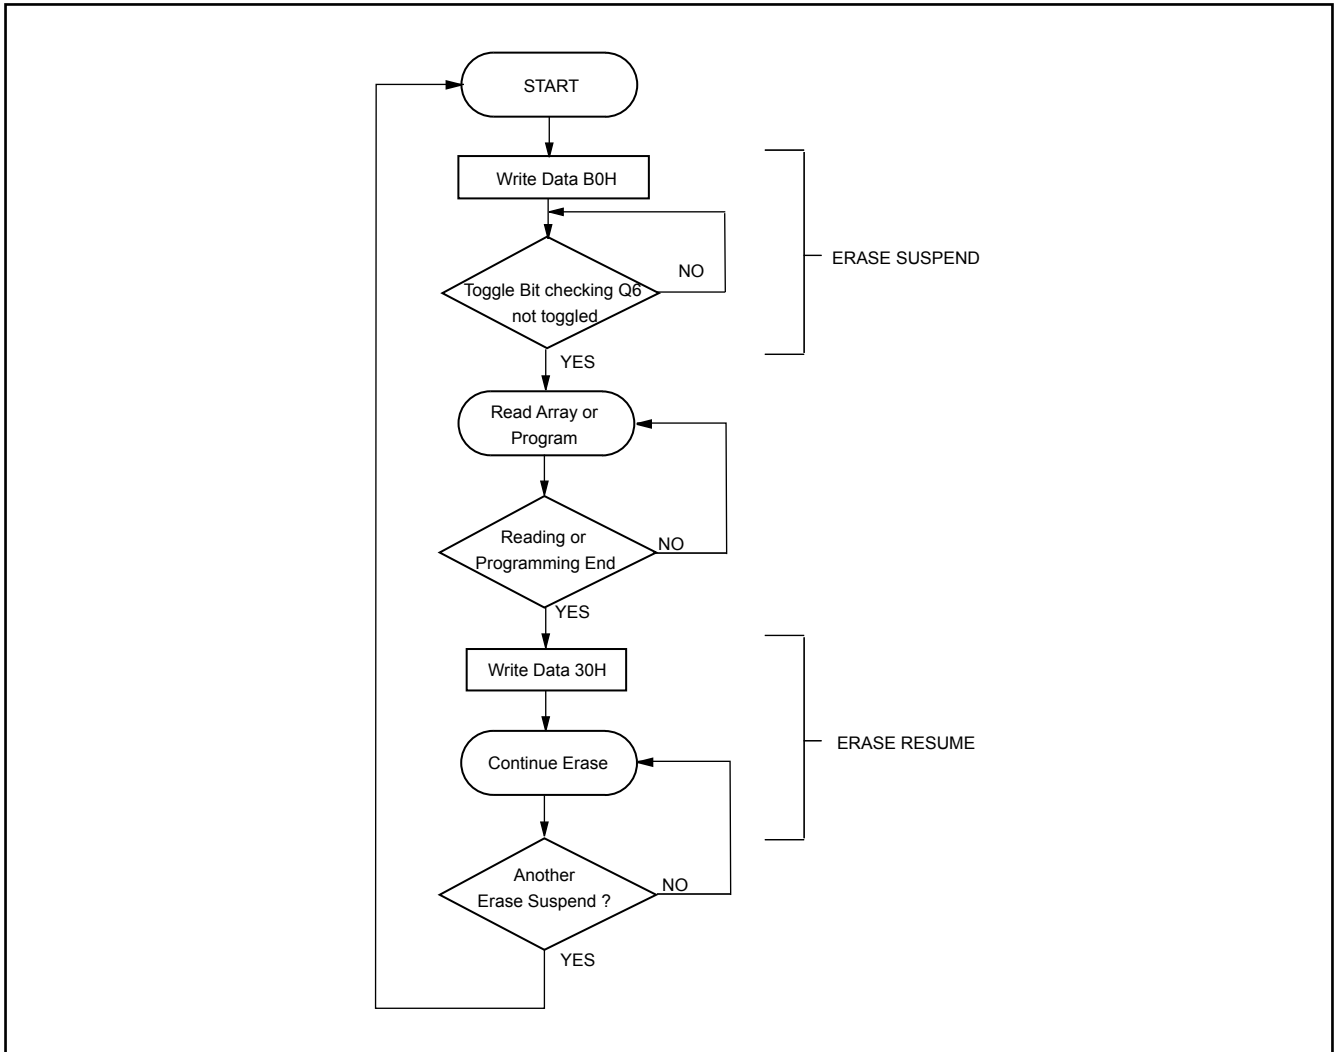 START
Write Data B0H
ERASE SUSPEND
NO
Toggle Bit checking Q6
not toggled
YES
Read Array or
Program
Reading or
NO
Programming End
YES
Write Data 30H
ERASE RESUME
Continue Erase
Another
NO
Erase Suspend ?
YES